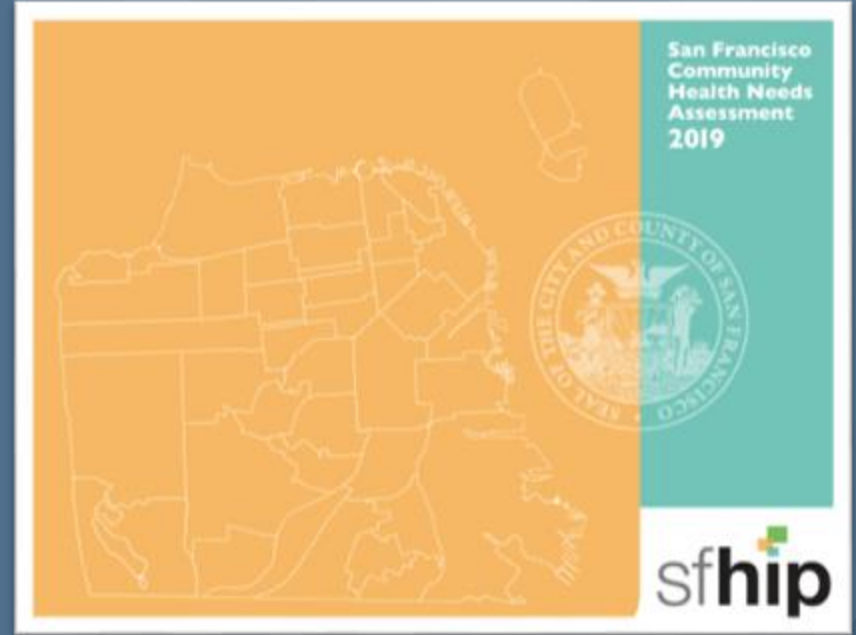 San Francisco
Community
Health Needs
Assessment
2019
SEAL OF THE CITY AND COUNTY OF SAN FRANCISCO
sfhip